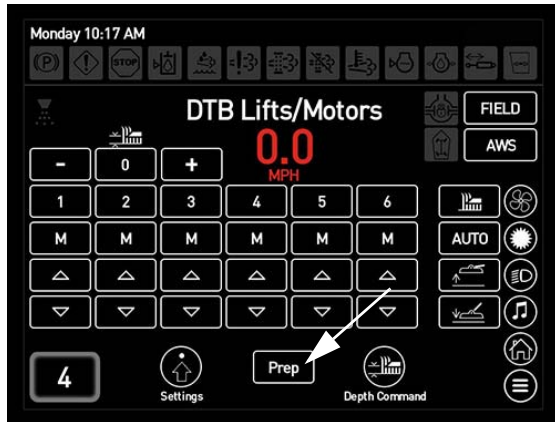 Monday 10:17 AM
(P) STOP
DTB Lifts/Motors FIELD
AWS
- 0 + 0.0
MPH
1 2 3 4 5 6
M M M M M M AUTO
4 Prep
Settings Depth Command